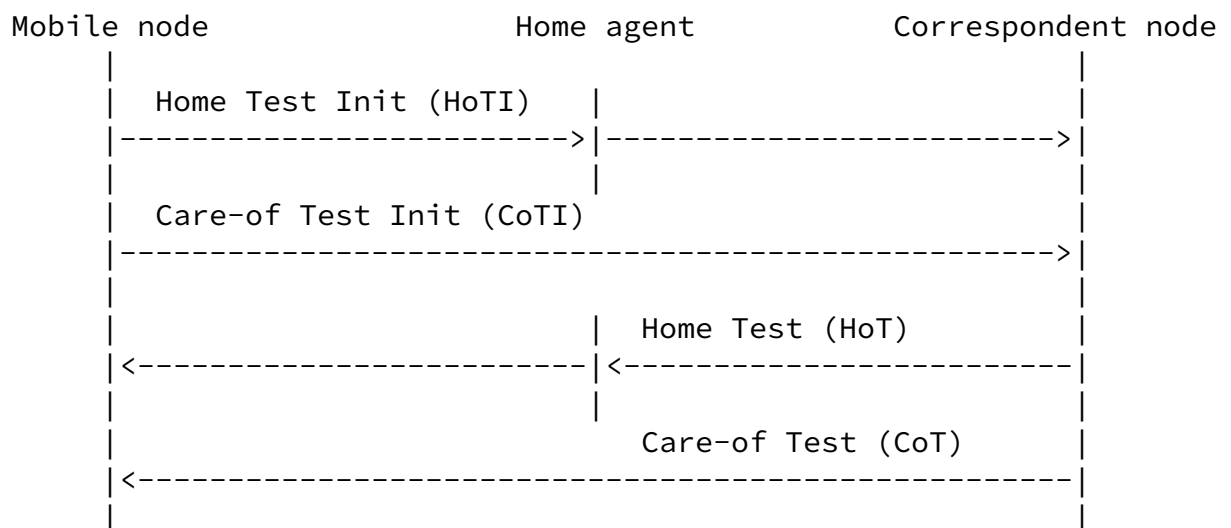 Mobile node Home agent Correspondent node
Home Test Init (HoTI)
Care-of Test Init (CoTI)
Home Test (HoT)
Care-of Test (CoT)